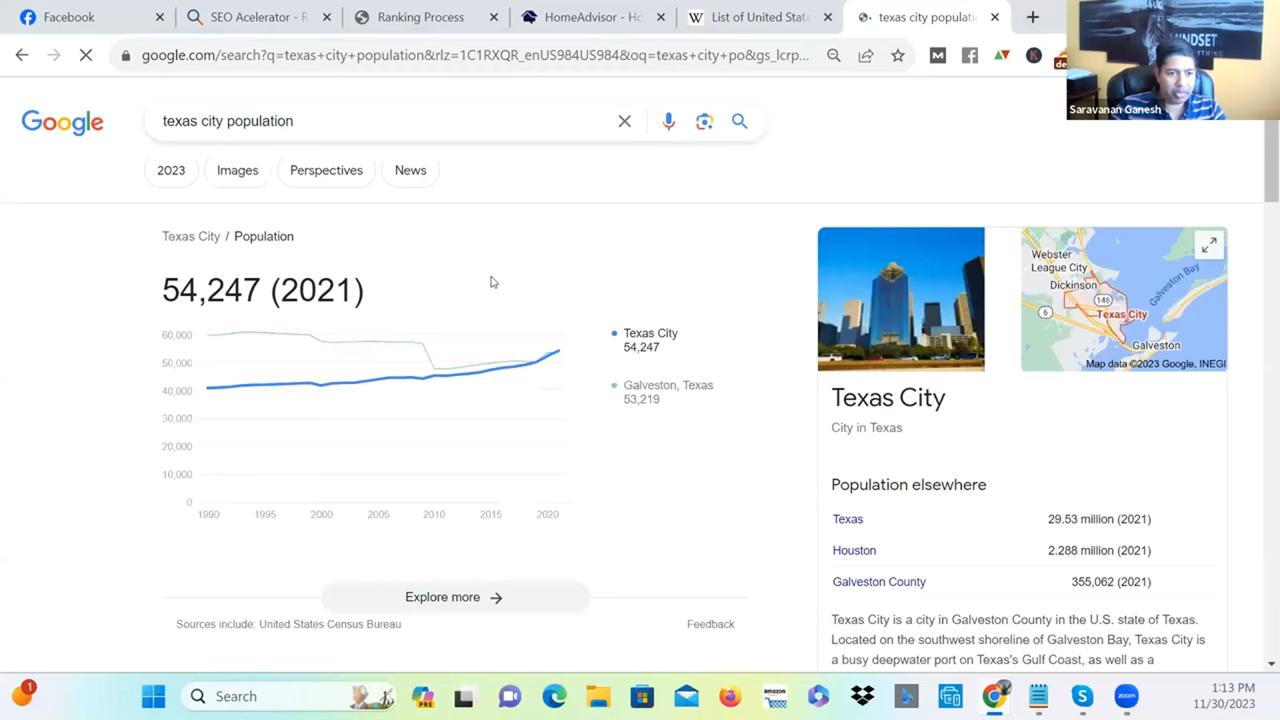 Facebook
SEO Acelerator - R
Ranking Process
HomeAdvisor - Ho
List of United State
texas city populati
google.com/search?q=texas+city+population&rlz=1C1
_enUS984US984&oq=texas+city+po&gs_lcrp...
MINDSET
Saravanan Ganesh
Google
texas city population
2023
Images
Perspectives
News
Texas City / Population
54,247 (2021)
60,000
50,000
40,000
30,000
20,000
10,000
0
1990
1995
2000
2005
2010
2015
2020
Texas City
54,247
Galveston, Texas
53,219
Explore more
Sources include: United States Census Bureau
Feedback
Webster
League City
Dickinson
146
6
Texas City
Galveston Bay
Galveston
Map data ©2023 Google, INEGI
Texas City
City in Texas
Population elsewhere
Texas 29.53 million (2021)
Houston 2.288 million (2021)
Galveston County 355,062 (2021)
Texas City is a city in Galveston County in the U.S. state of Texas.
Located on the southwest shoreline of Galveston Bay, Texas City is
a busy deepwater port on Texas's Gulf Coast, as well as a
1
Search
amazon
zoom
1:13 PM
11/30/2023